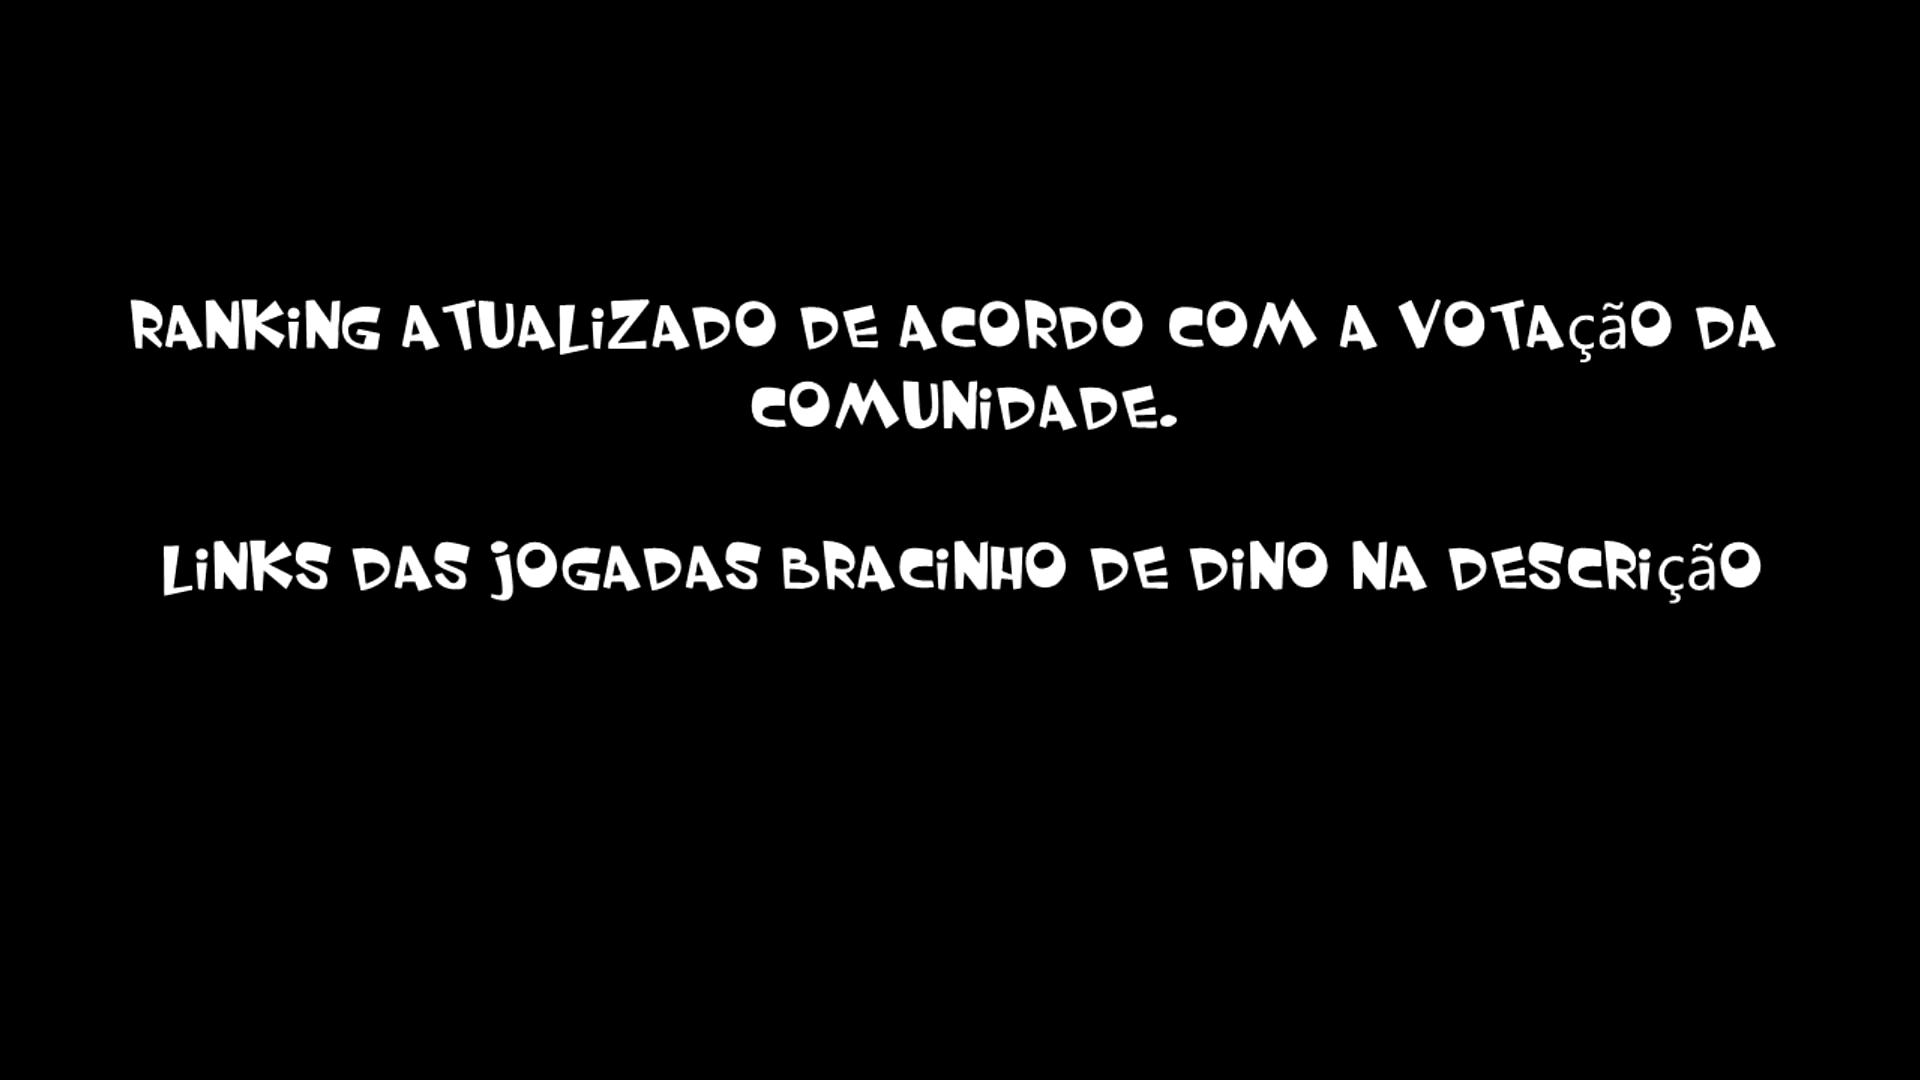 RANKiNG ATUALiZADO DE ACORDO COM A VOTAçãO DA
COMUNiDADE.
LiNKS DAS jOGADAS BRACiNHO DE DiNO NA DESCRiçãO